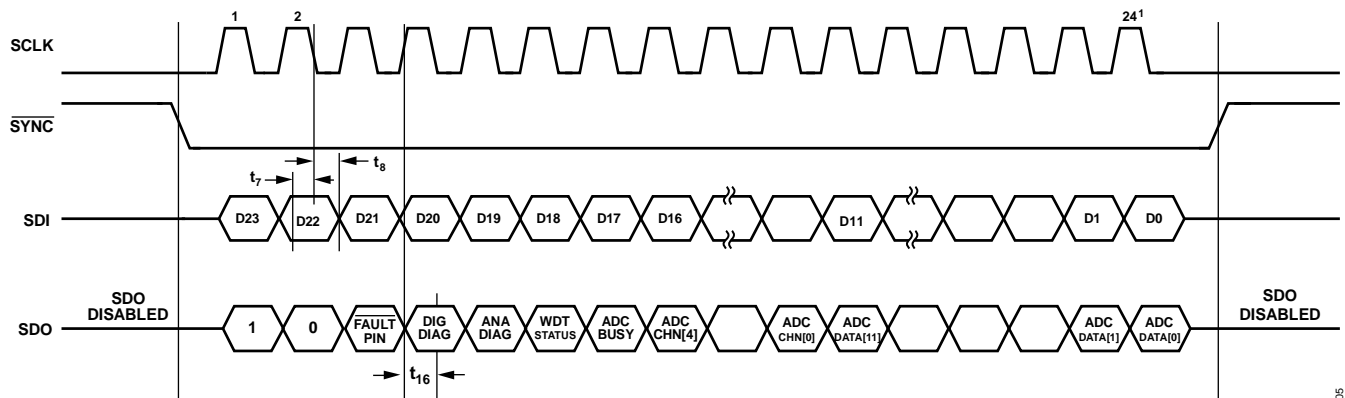 1 2 24¹
SCLK
SYNC
t₇ t₈
SDI D23 D22 D21 D20 D19 D18 D17 D16 D11 D1 D0
SDO DISABLED
SDO 1 0 FAULT PIN DIG DIAG ANA DIAG WDT STATUS ADC BUSY ADC CHN[4] ADC CHN[0] ADC DATA[11] ADC DATA[1] ADC DATA[0]
SDO DISABLED
t₁₆
05